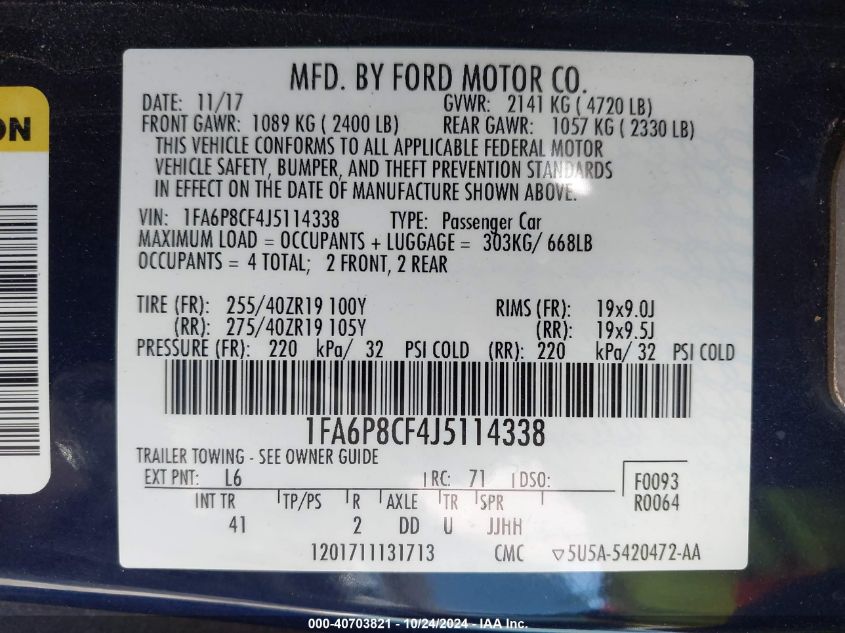 ON
MFD. BY FORD MOTOR CO.
DATE: 11/17 GVWR: 2141 KG ( 4720 LB)
FRONT GAWR: 1089 KG ( 2400 LB) REAR GAWR: 1057 KG ( 2330 LB)
THIS VEHICLE CONFORMS TO ALL APPLICABLE FEDERAL MOTOR
VEHICLE SAFETY, BUMPER, AND THEFT PREVENTION STANDARDS
IN EFFECT ON THE DATE OF MANUFACTURE SHOWN ABOVE.
VIN: 1FA6P8CF4J5114338 TYPE: Passenger Car
MAXIMUM LOAD = OCCUPANTS + LUGGAGE = 303KG/ 668LB
OCCUPANTS = 4 TOTAL; 2 FRONT, 2 REAR
TIRE (FR): 255/40ZR19 100Y RIMS (FR): 19x9.0J
(RR): 275/40ZR19 105Y (RR): 19x9.5J
PRESSURE (FR): 220 kPa/ 32 PSI COLD (RR): 220 kPa/ 32 PSI COLD
1FA6P8CF4J5114338
TRAILER TOWING - SEE OWNER GUIDE
EXT PNT: L6 RC: 71 DSO: F0093
INT TR TP/PS R AXLE TR SPR R0064
41 2 DD U JJHH
1201711131713 CMC ▽5U5A-5420472-AA
000-40703821 - 10/24/2024 - IAA Inc.